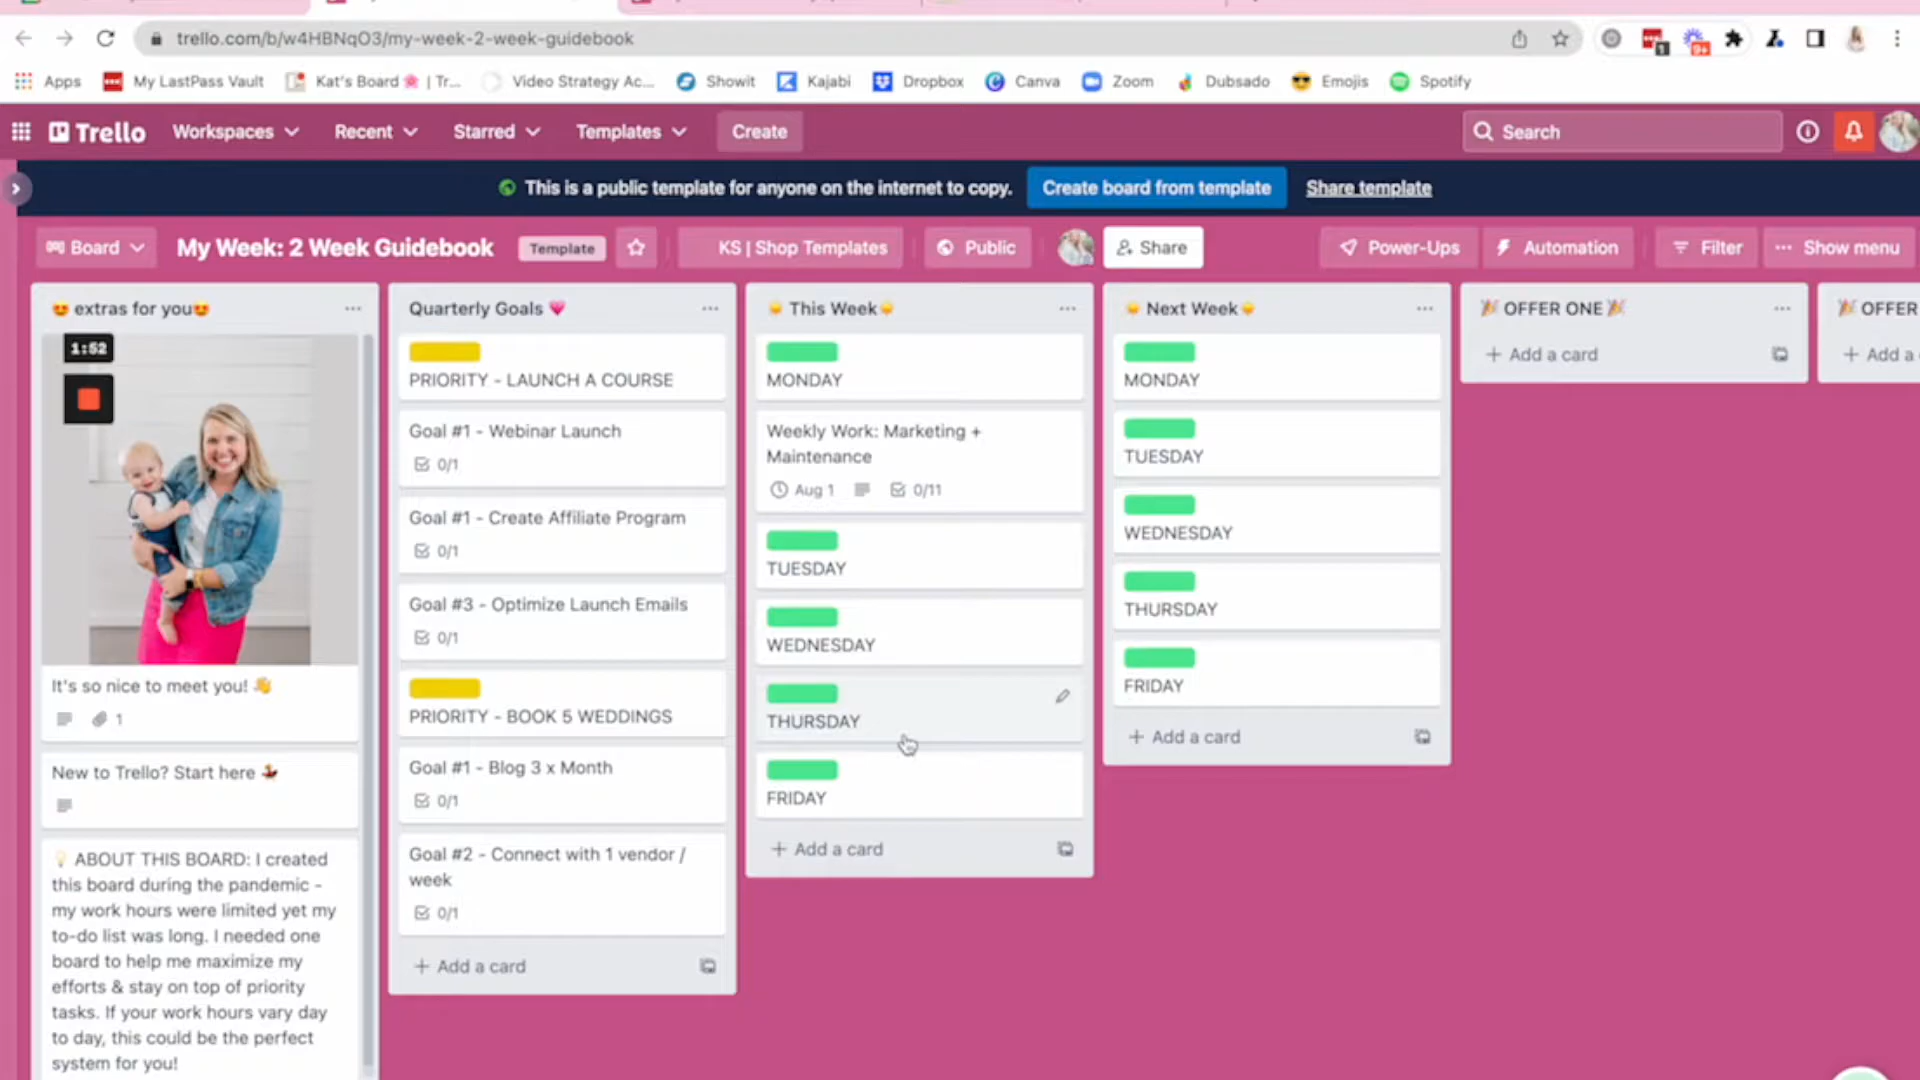 trello.com/b/w4HBNqO3/my-week-2-week-guidebook
1
9+
Apps
My LastPass Vault
Kat's Board🌸 | Tr...
Video Strategy Ac...
Showit
Kajabi
Dropbox
Canva
Zoom
Dubsado
Emojis
Spotify
Trello
Workspaces
Recent
Starred
Templates
Create
Search
This is a public template for anyone on the internet to copy.
Create board from template
Share template
Board
My Week: 2 Week Guidebook
Template
KS | Shop Templates
Public
Share
Power-Ups
Automation
Filter
Show menu
😍 extras for you😍
1:52
It's so nice to meet you! 👋
1
New to Trello? Start here
💡 ABOUT THIS BOARD: I created
this board during the pandemic -
my work hours were limited yet my
to-do list was long. I needed one
board to help me maximize my
efforts & stay on top of priority
tasks. If your work hours vary day
to day, this could be the perfect
system for you!
Quarterly Goals 💗
PRIORITY - LAUNCH A COURSE
Goal #1 - Webinar Launch
0/1
Goal #1 - Create Affiliate Program
0/1
Goal #3 - Optimize Launch Emails
0/1
PRIORITY - BOOK 5 WEDDINGS
Goal #1 - Blog 3 x Month
0/1
Goal #2 - Connect with 1 vendor /
week
0/1
+ Add a card
This Week
MONDAY
Weekly Work: Marketing +
Maintenance
Aug 1
0/11
TUESDAY
WEDNESDAY
THURSDAY
FRIDAY
+ Add a card
Next Week
MONDAY
TUESDAY
WEDNESDAY
THURSDAY
FRIDAY
+ Add a card
🎉 OFFER ONE 🎉
+ Add a card
🎉 OFFER
+ Add a